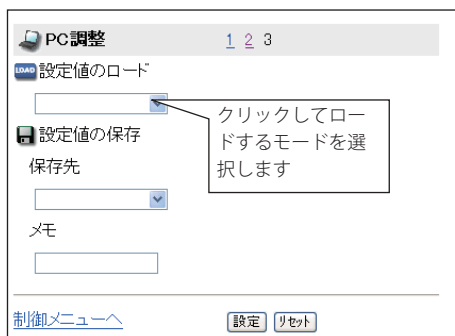 PC調整 1 2 3
LOAD 設定値のロード
クリックしてロー
ドするモードを選
択します
設定値の保存
保存先
メモ
制御メニューへ 設定 リセット